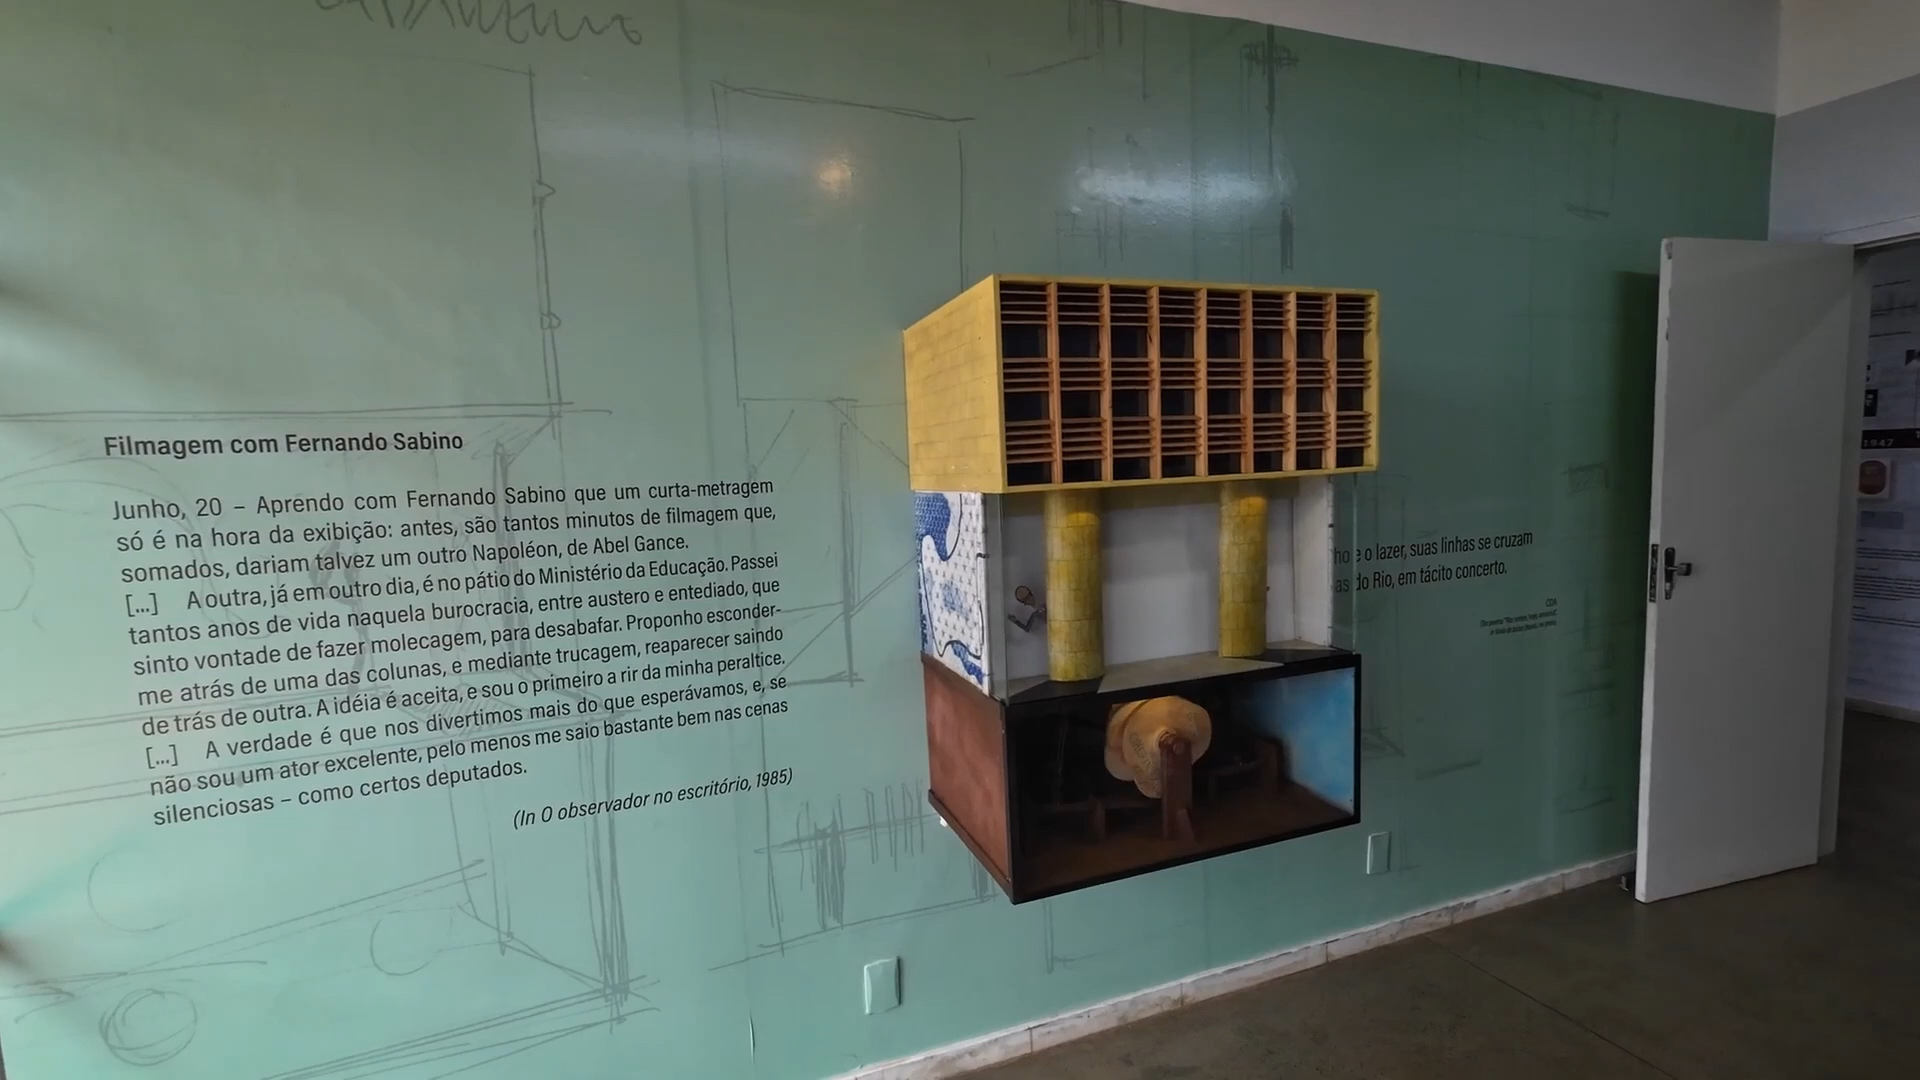 Filmagem com Fernando Sabino
Junho, 20 – Aprendo com Fernando Sabino que um curta-metragem
só é na hora da exibição: antes, são tantos minutos de filmagem que,
somados, dariam talvez um outro Napoléon, de Abel Gance.
[...] A outra, já em outro dia, é no pátio do Ministério da Educação. Passei
tantos anos de vida naquela burocracia, entre austero e entediado, que
sinto vontade de fazer molecagem, para desabafar. Proponho esconder-
me atrás de uma das colunas, e mediante trucagem, reaparecer saindo
de trás de outra. A idéia é aceita, e sou o primeiro a rir da minha peraltice.
[...] A verdade é que nos divertimos mais do que esperávamos, e, se
não sou um ator excelente, pelo menos me saio bastante bem nas cenas
silenciosas – como certos deputados.
(In O observador no escritório, 1985)
e o lazer, suas linhas se cruzam
do Rio, em tácito concerto.
CDA
1947